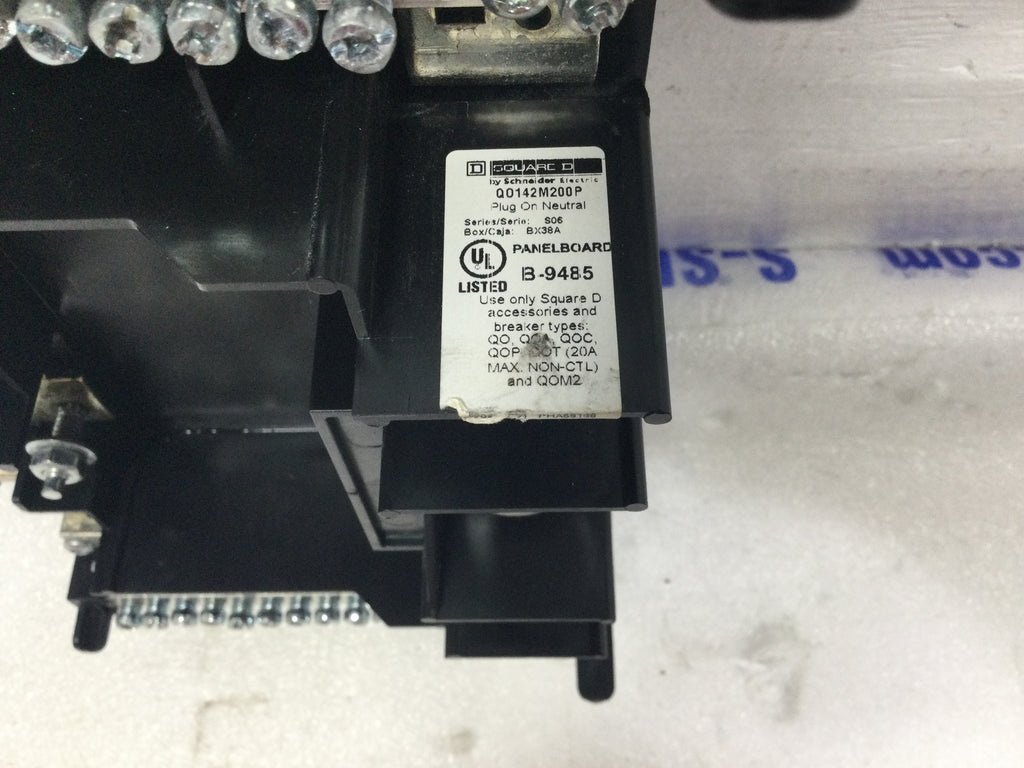 D SQUARE D
by Schneider Electric
QO142M200P
Plug On Neutral
Series/Serie: S06
Box/Caja: BX38A
UL
LISTED
PANELBOARD
B-9485
Use only Square D
accessories and
breaker types:
QO, QOC,
QOP, (20A
MAX. NON-CTL)
and QOM2